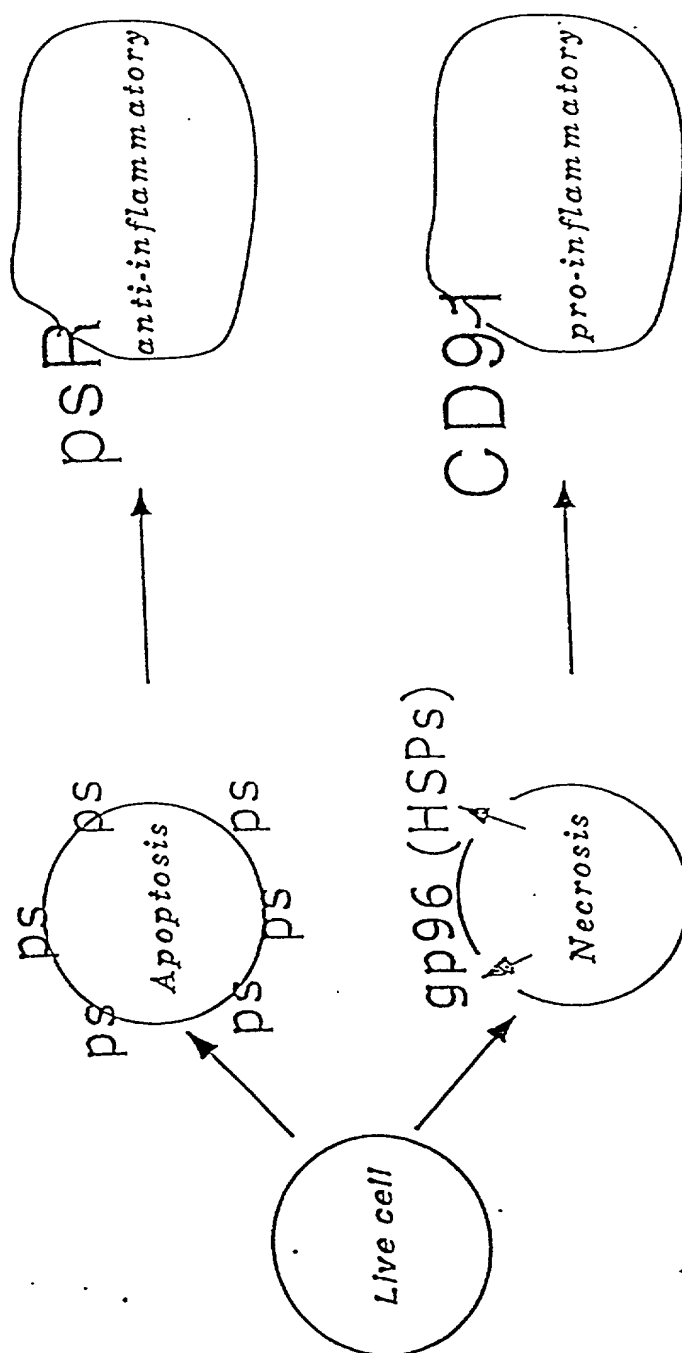 Live cell
ps
ps
ps
ps
ps
ps
Apoptosis
psR
anti-inflammatory
gp96 (HSPs)
Necrosis
CD91
pro-inflammatory